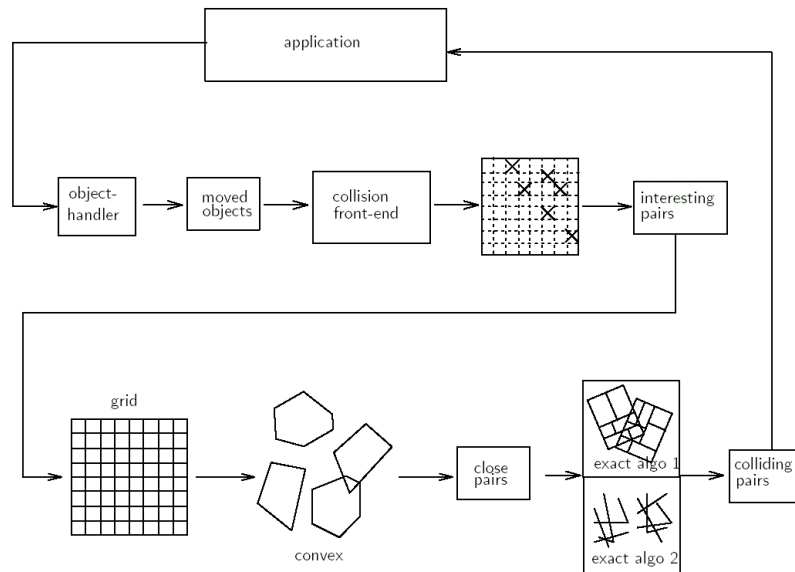 application
object-
handler
moved
objects
collision
front-end
interesting
pairs
grid
convex
close
pairs
exact algo 1
exact algo 2
colliding
pairs